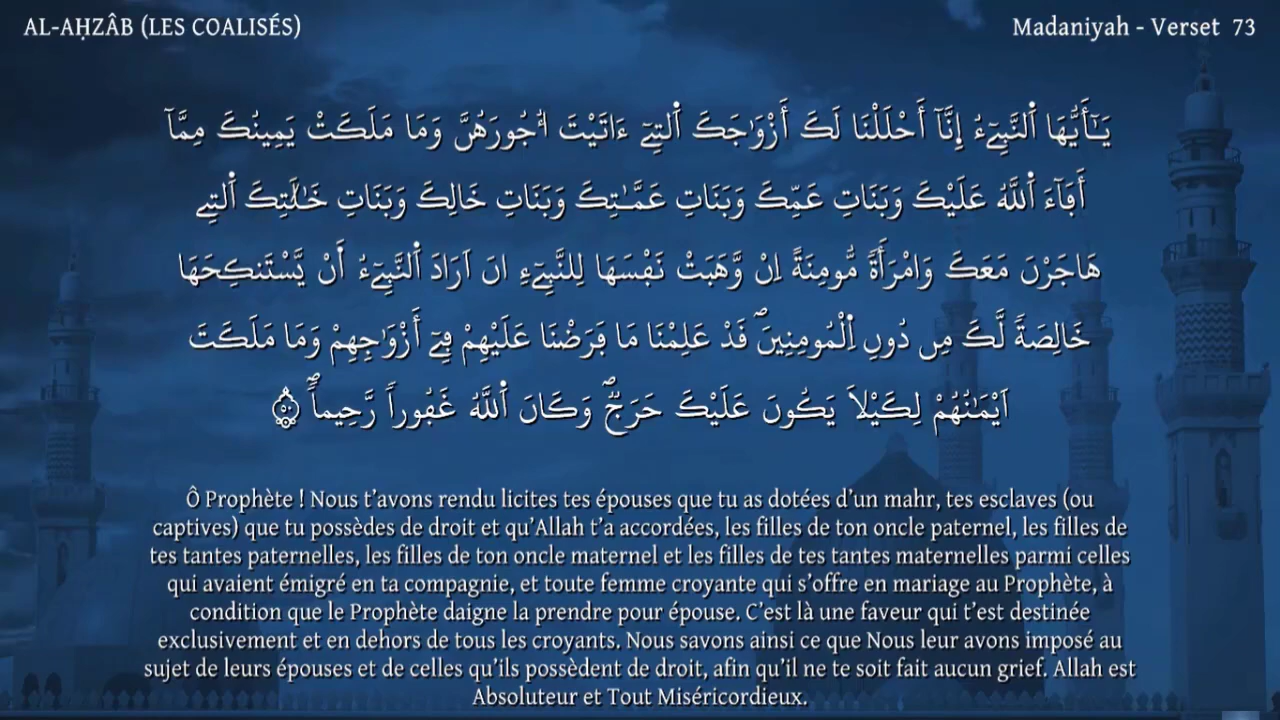 AL-AḤZÂB (LES COALISÉS)
Madaniyah - Verset 73
يَـٰٓأَيُّهَا اَ۬لنَّبِيٓءُ إِنَّآ أَحْلَلْنَا لَكَ أَزْوَٰجَكَ اَ۬لتِےٓ ءَاتَيْتَ أُجُورَهُنَّ وَمَا مَلَكَتْ يَمِينُكَ مِمَّآ
أَفَآءَ اَ۬للَّهُ عَلَيْكَ وَبَنَاتِ عَمِّكَ وَبَنَاتِ عَمَّـٰتِكَ وَبَنَاتِ خَالِكَ وَبَنَاتِ خَـٰلَـٰتِكَ اَ۬لتِے
هَاجَرْنَ مَعَكَ وَامْرَأَةً مُّومِنَةً اِنْ وَّهَبَتْ نَفْسَهَا لِلنَّبِيٓءِ انَ اَرَادَ اَ۬لنَّبِيٓءُ أَنْ يَّسْتَنكِحَهَا
خَالِصَةً لَّكَ مِن دُونِ اِ۬لْمُومِنِينَۖ قَدْ عَلِمْنَا مَا فَرَضْنَا عَلَيْهِمْ فِےٓ أَزْوَٰجِهِمْ وَمَا مَلَكَتَ
اَيْمَـٰنُهُمْ لِكَيْلَا يَكُونَ عَلَيْكَ حَرَجٌۖ وَكَانَ اَ۬للَّهُ غَفُوراً رَّحِيماًۖ ۝٥٠
Ô Prophète ! Nous t’avons rendu licites tes épouses que tu as dotées d’un mahr, tes esclaves (ou
captives) que tu possèdes de droit et qu’Allah t’a accordées, les filles de ton oncle paternel, les filles de
tes tantes paternelles, les filles de ton oncle maternel et les filles de tes tantes maternelles parmi celles
qui avaient émigré en ta compagnie, et toute femme croyante qui s’offre en mariage au Prophète, à
condition que le Prophète daigne la prendre pour épouse. C’est là une faveur qui t’est destinée
exclusivement et en dehors de tous les croyants. Nous savons ainsi ce que Nous leur avons imposé au
sujet de leurs épouses et de celles qu’ils possèdent de droit, afin qu’il ne te soit fait aucun grief. Allah est
Absoluteur et Tout Miséricordieux.